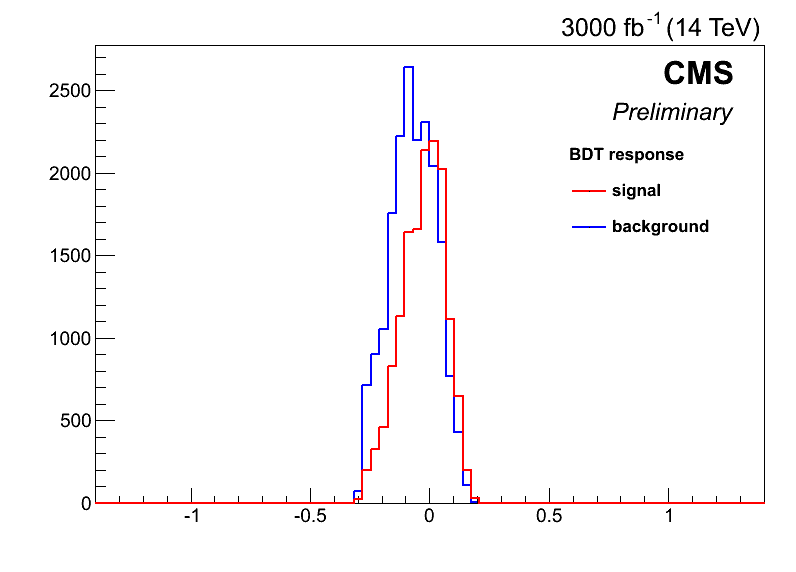 3000 fb⁻¹ (14 TeV)
CMS
Preliminary
BDT response
signal
background
2500
2000
1500
1000
500
0
-1 -0.5 0 0.5 1